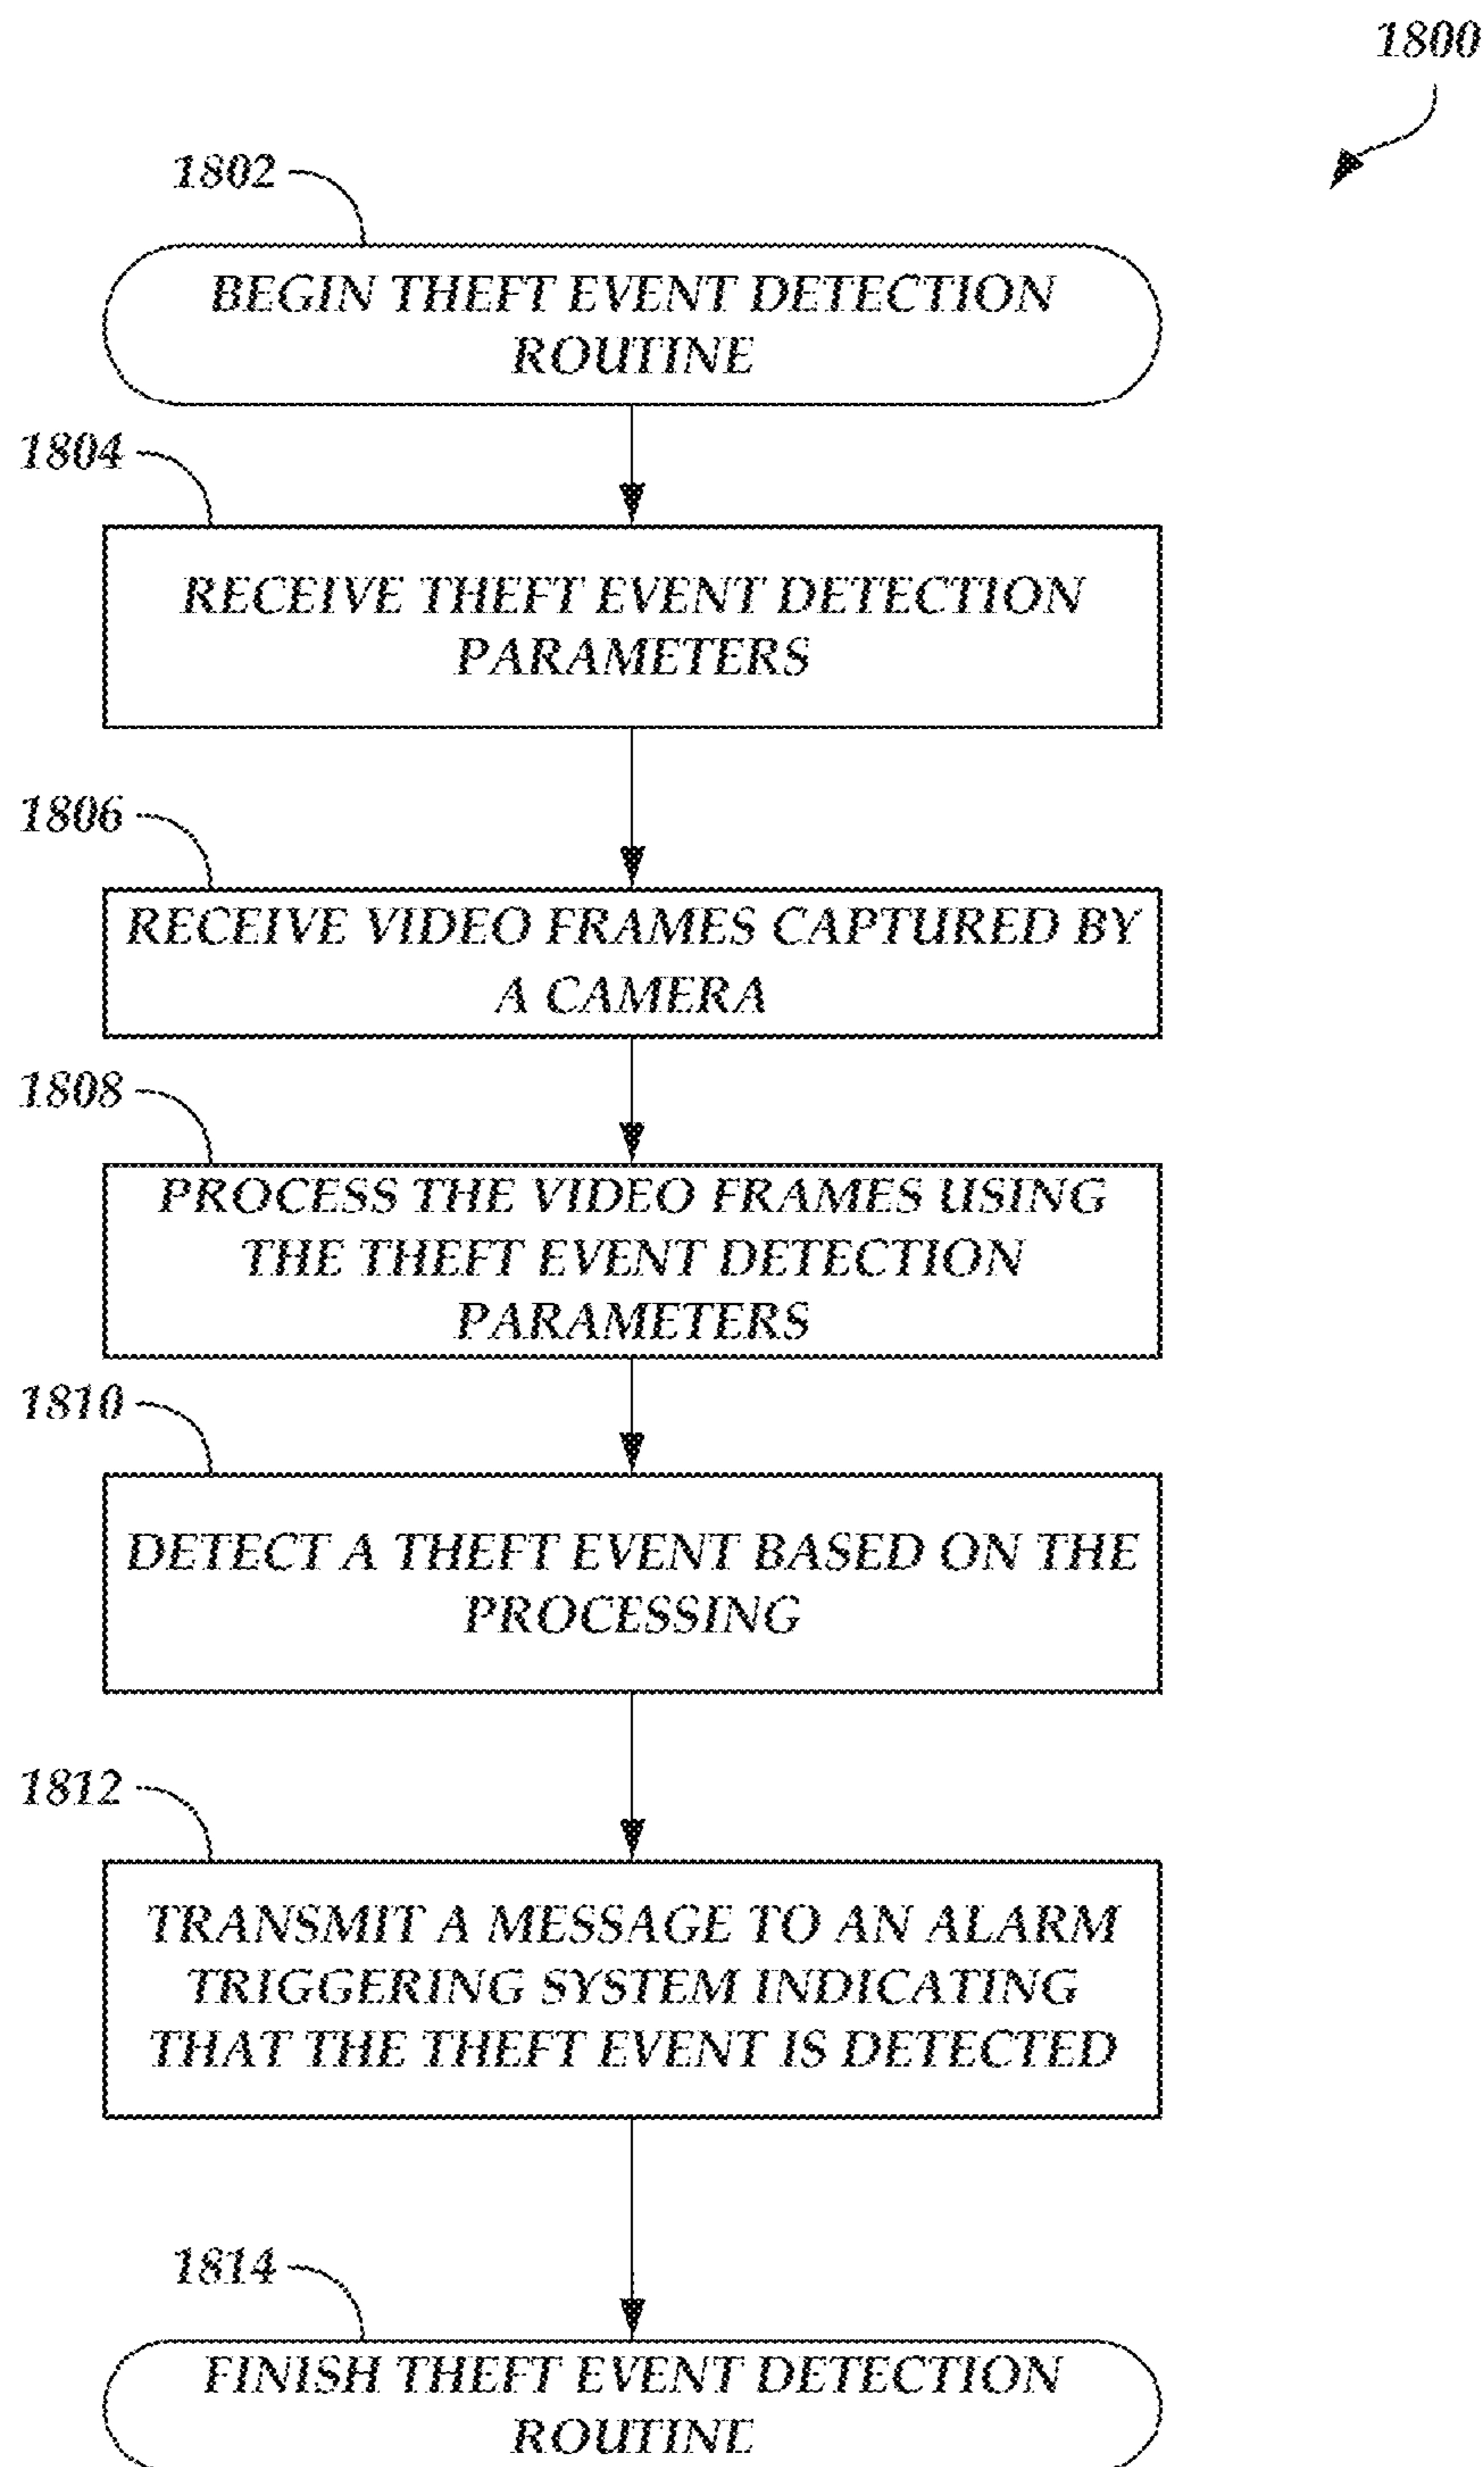 1800
1802
BEGIN THEFT EVENT DETECTION
ROUTINE
1804
RECEIVE THEFT EVENT DETECTION
PARAMETERS
1806
RECEIVE VIDEO FRAMES CAPTURED BY
A CAMERA
1808
PROCESS THE VIDEO FRAMES USING
THE THEFT EVENT DETECTION
PARAMETERS
1810
DETECT A THEFT EVENT BASED ON THE
PROCESSING
1812
TRANSMIT A MESSAGE TO AN ALARM
TRIGGERING SYSTEM INDICATING
THAT THE THEFT EVENT IS DETECTED
1814
FINISH THEFT EVENT DETECTION
ROUTINE